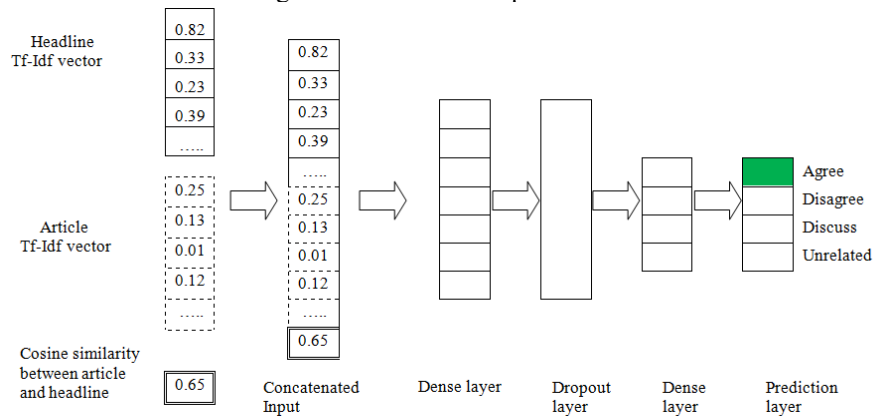 Headline
Tf-Idf vector
0.82
0.33
0.23
0.39
.....
Article
Tf-Idf vector
0.25
0.13
0.01
0.12
.....
Cosine similarity
between article
and headline
0.65
0.82
0.33
0.23
0.39
.....
0.25
0.13
0.01
0.12
.....
0.65
Concatenated
Input
Dense layer
Dropout
layer
Dense
layer
Agree
Disagree
Discuss
Unrelated
Prediction
layer